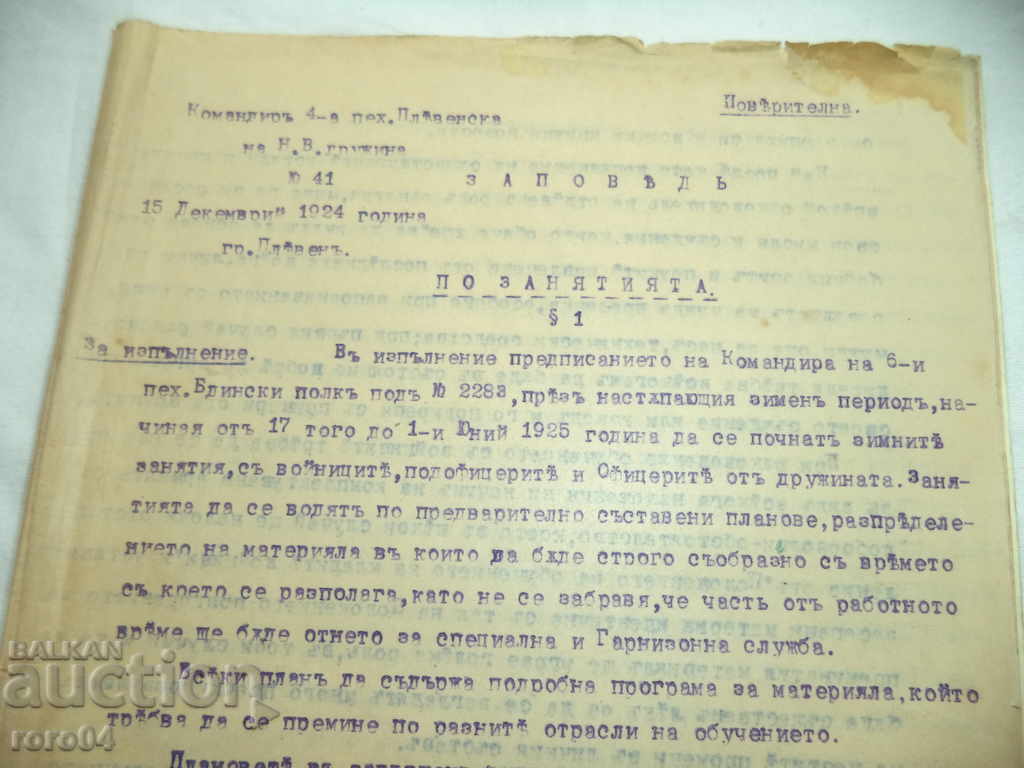 Повѣрителна.
Командиръ 4-а пех. Плѣвенска
на Н.В. дружина
№ 41
ЗАПОВѢДЬ
15 Декемврий 1924 година
гр. Плѣвенъ.
ПО ЗАНЯТИЯТА.
§ 1
За изпълнение. Въ изпълнение предписанието на Командира на 6-и
пех. Бдински полкъ подъ № 2283, прѣзъ настѫпающия зименъ период, на-
чиная отъ 17 того до 1-и Юний 1925 година да се почнатъ зимнитѣ
занятия, съ войницитѣ, подофицеритѣ и Офицеритѣ отъ дружината. Заня-
тията да се водятъ по предварително съставени планове, разпрѣделе-
нието на материяла въ които да бѫде строго съобразно съ врѣмето
съ което се разполага, като не се забравя, че часть отъ работното
врѣме ще бѫде отнето за специална и Гарнизонна служба.
Всѣки планъ да съдържа подробна програма за материяла, който
трѣбва да се премине по разнитѣ отрасли на обучението.
Плановетѣ въ
BALKAN
auction
roro04